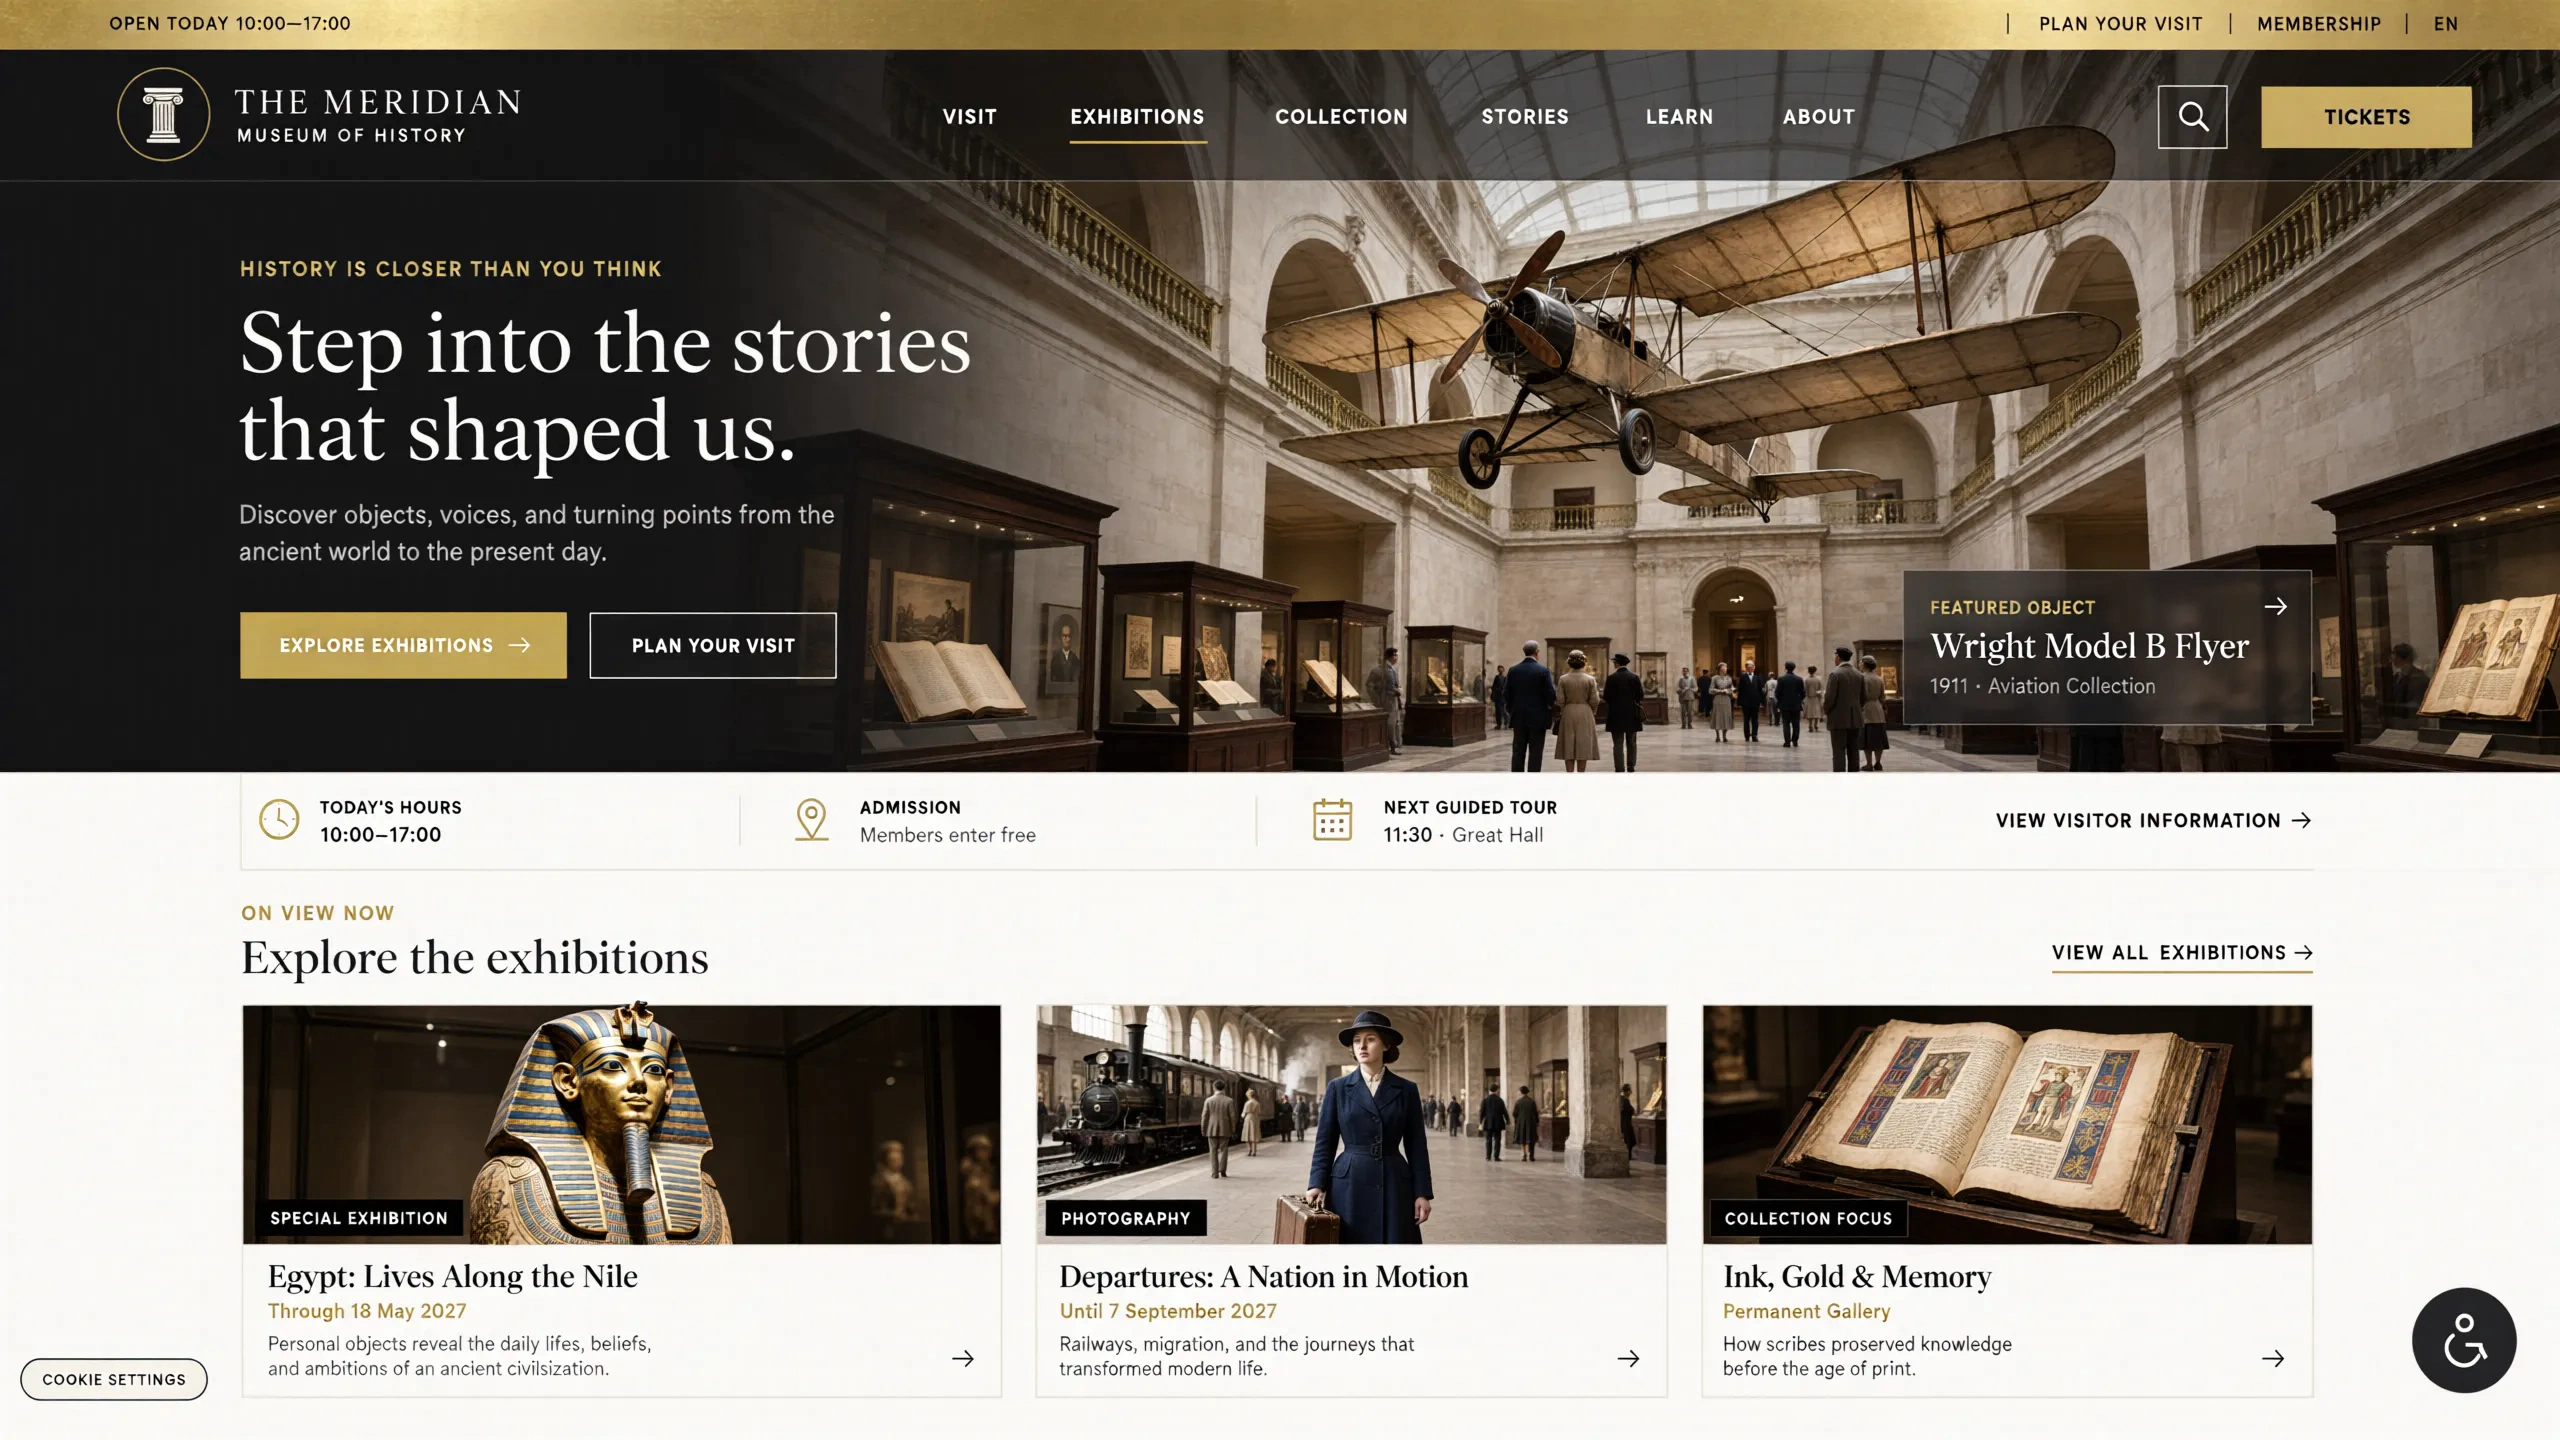 OPEN TODAY 10:00—17:00
PLAN YOUR VISIT
MEMBERSHIP
EN
THE MERIDIAN
MUSEUM OF HISTORY
VISIT
EXHIBITIONS
COLLECTION
STORIES
LEARN
ABOUT
TICKETS
HISTORY IS CLOSER THAN YOU THINK
Step into the stories
that shaped us.
Discover objects, voices, and turning points from the
ancient world to the present day.
EXPLORE EXHIBITIONS →
PLAN YOUR VISIT
FEATURED OBJECT →
Wright Model B Flyer
1911 · Aviation Collection
TODAY'S HOURS
10:00–17:00
ADMISSION
Members enter free
NEXT GUIDED TOUR
11:30 · Great Hall
VIEW VISITOR INFORMATION →
ON VIEW NOW
Explore the exhibitions
VIEW ALL EXHIBITIONS →
SPECIAL EXHIBITION
Egypt: Lives Along the Nile
Through 18 May 2027
Personal objects reveal the daily lifes, beliefs,
and ambitions of an ancient civilsization.
PHOTOGRAPHY
Departures: A Nation in Motion
Until 7 September 2027
Railways, migration, and the journeys that
transformed modern life.
COLLECTION FOCUS
Ink, Gold & Memory
Permanent Gallery
How scribes proserved knowledge
before the age of print.
COOKIE SETTINGS